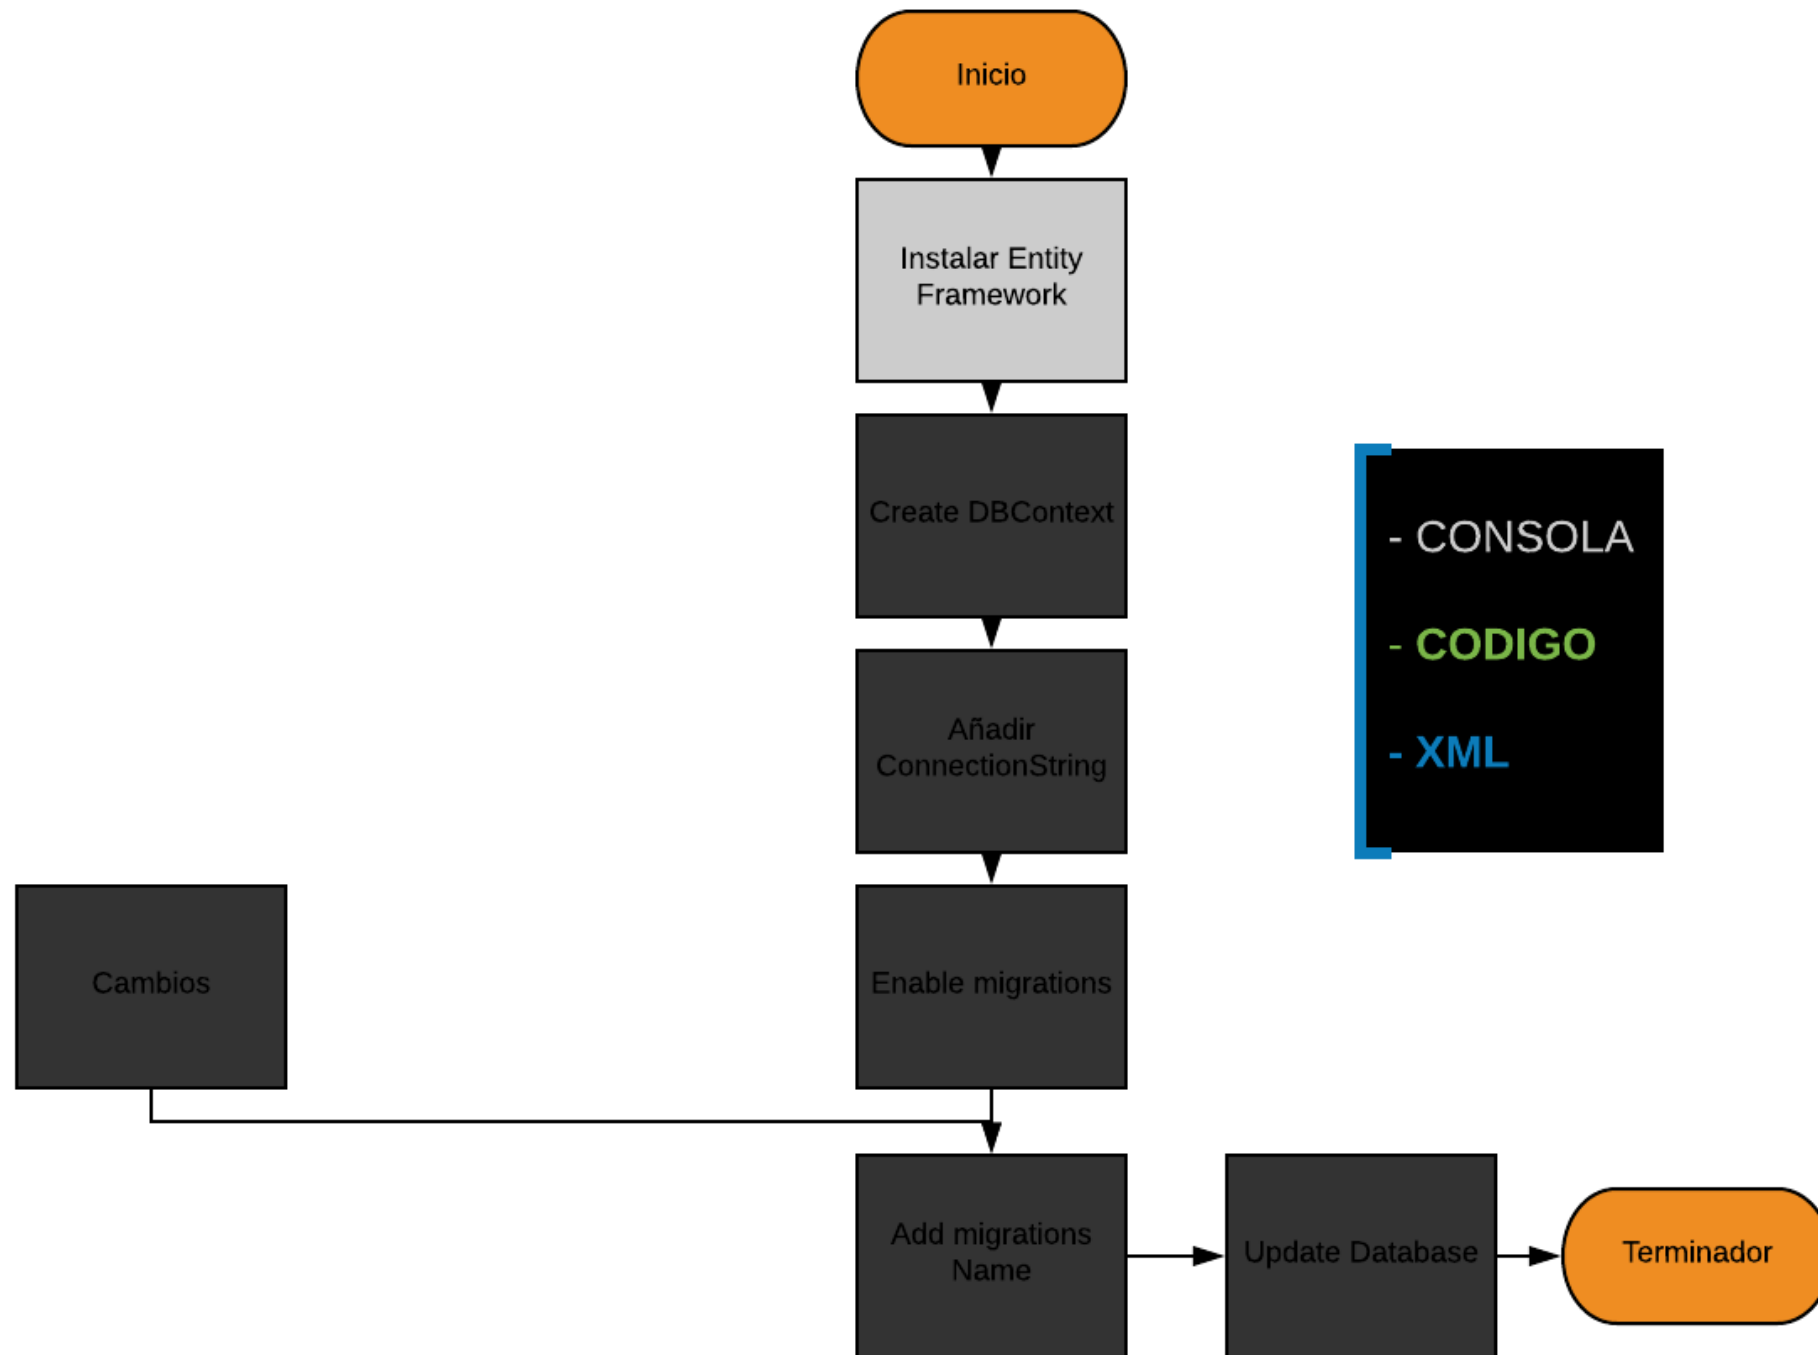 Inicio
Instalar Entity
Framework
Create DBContext
Añadir
ConnectionString
- CONSOLA
- CODIGO
- XML
Cambios
Enable migrations
Add migrations
Name
Update Database
Terminador